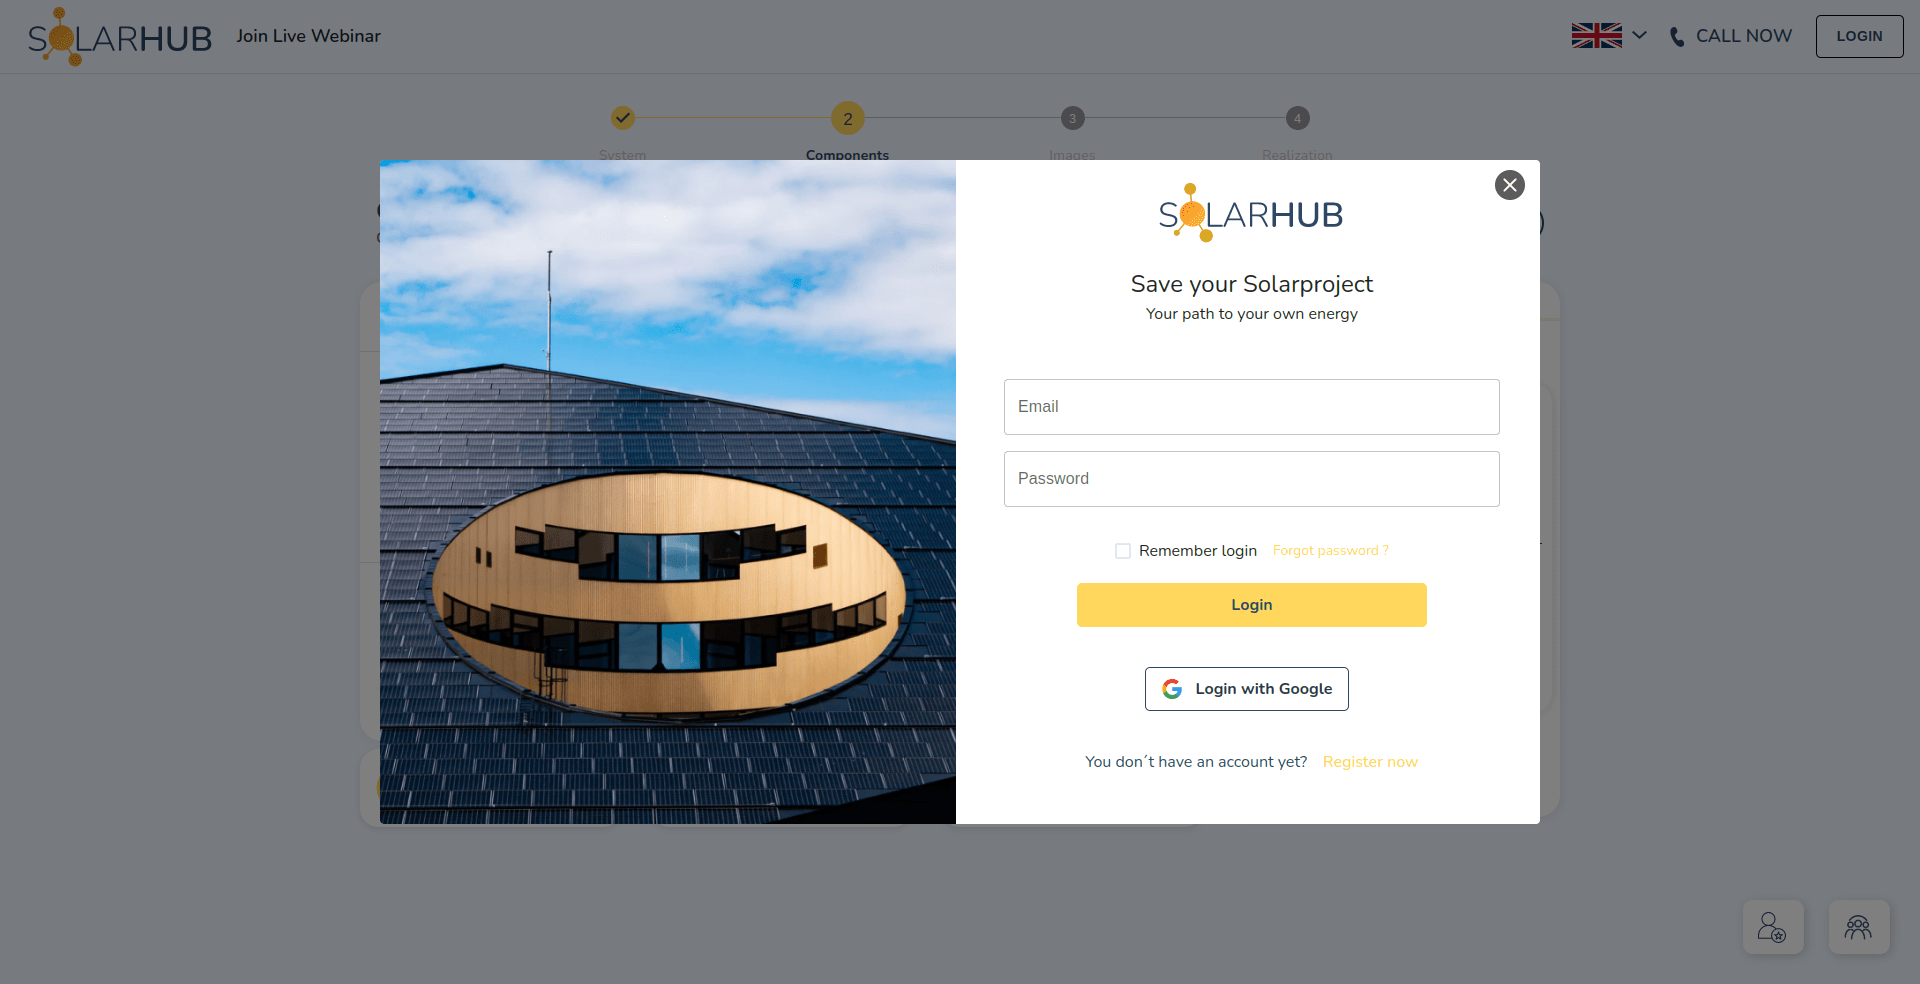 SOLARHUB Join Live Webinar CALL NOW LOGIN
2 3 4
System Components Images Realization
SOLARHUB
Save your Solarproject
Your path to your own energy
Email
Password
Remember login Forgot password ?
Login
Login with Google
You don´t have an account yet? Register now